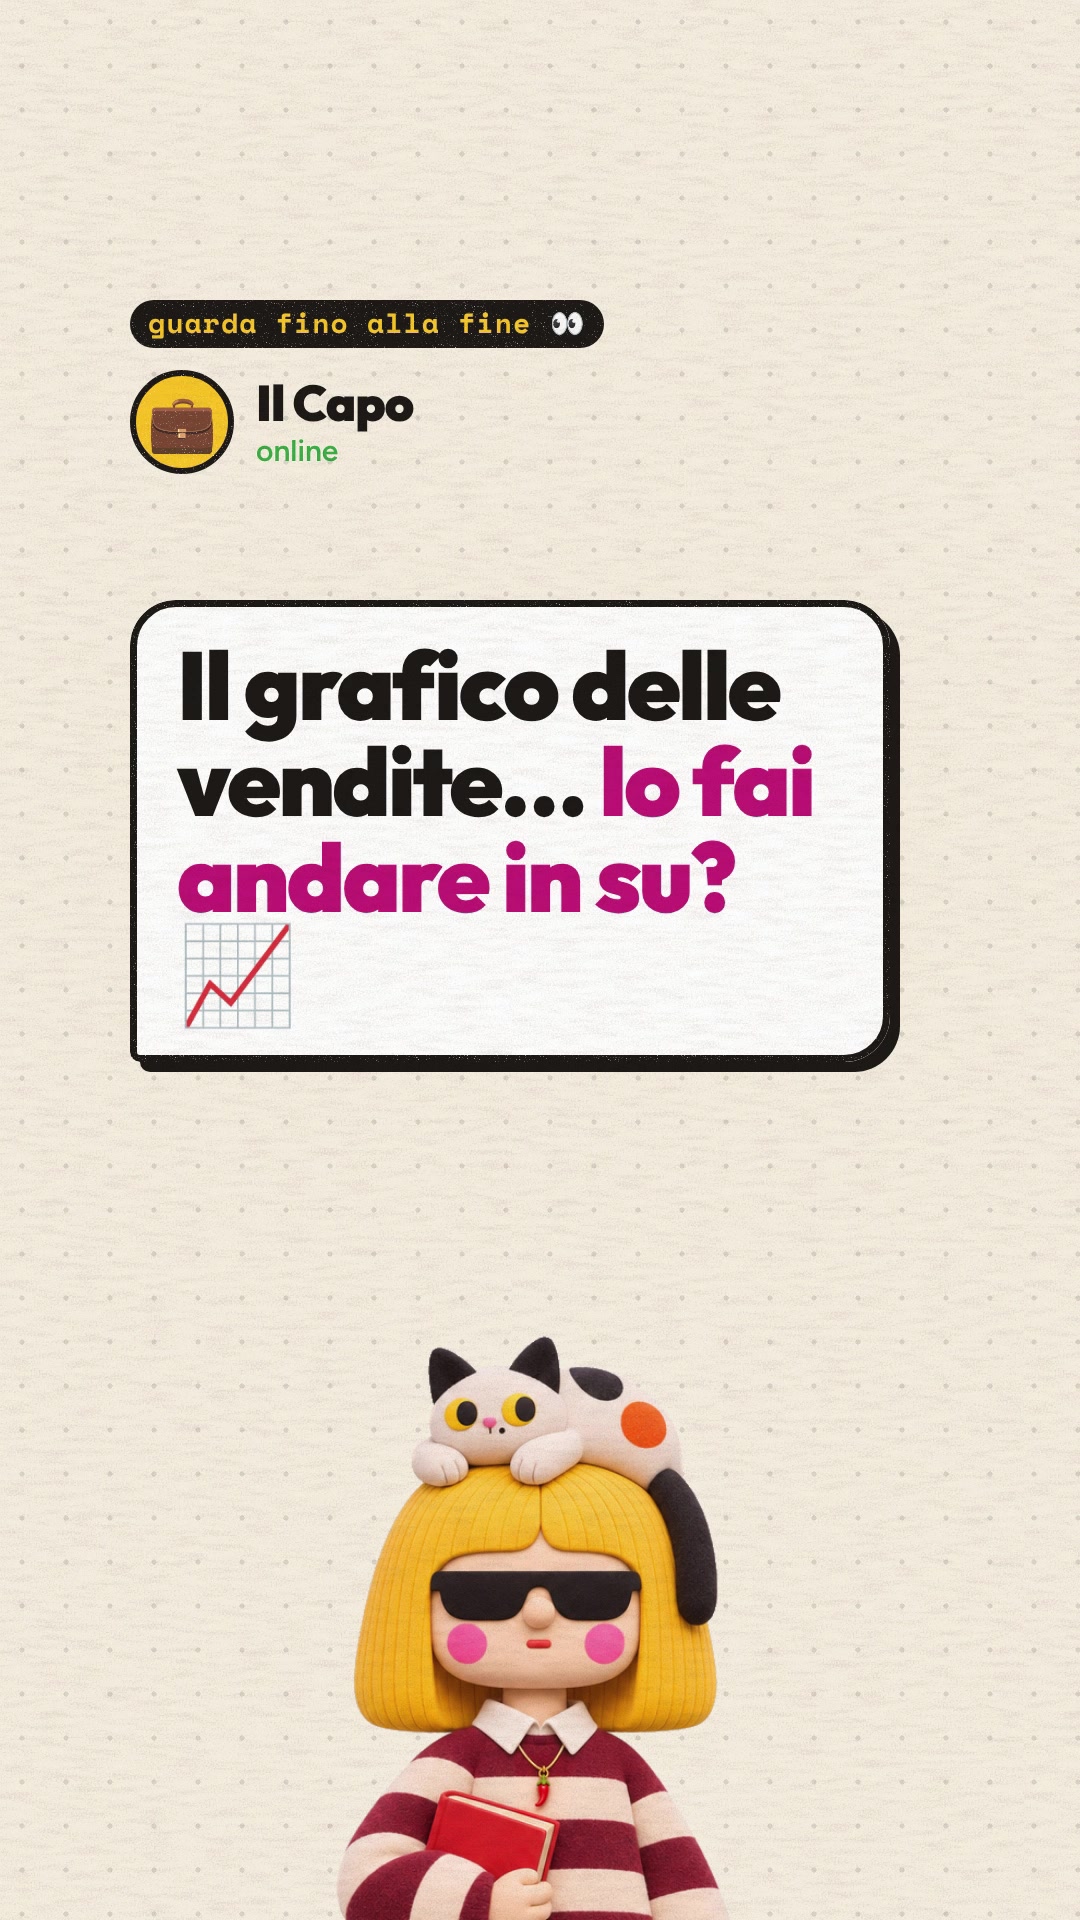 guarda fino alla fine 👀
Il Capo
online
Il grafico delle
vendite... lo fai
andare in su?
📈